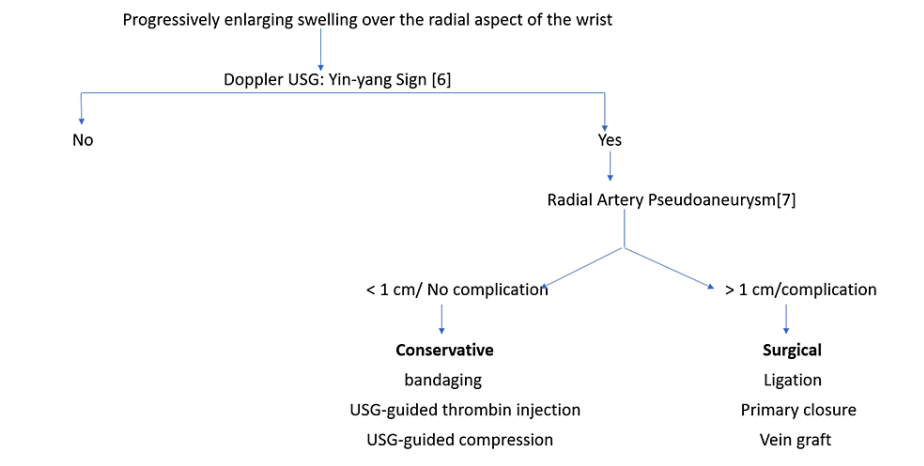 Progressively enlarging swelling over the radial aspect of the wrist
Doppler USG: Yin-yang Sign [6]
No
Yes
Radial Artery Pseudoaneurysm[7]
< 1 cm/ No complication
> 1 cm/complication
Conservative
bandaging
USG-guided thrombin injection
USG-guided compression
Surgical
Ligation
Primary closure
Vein graft